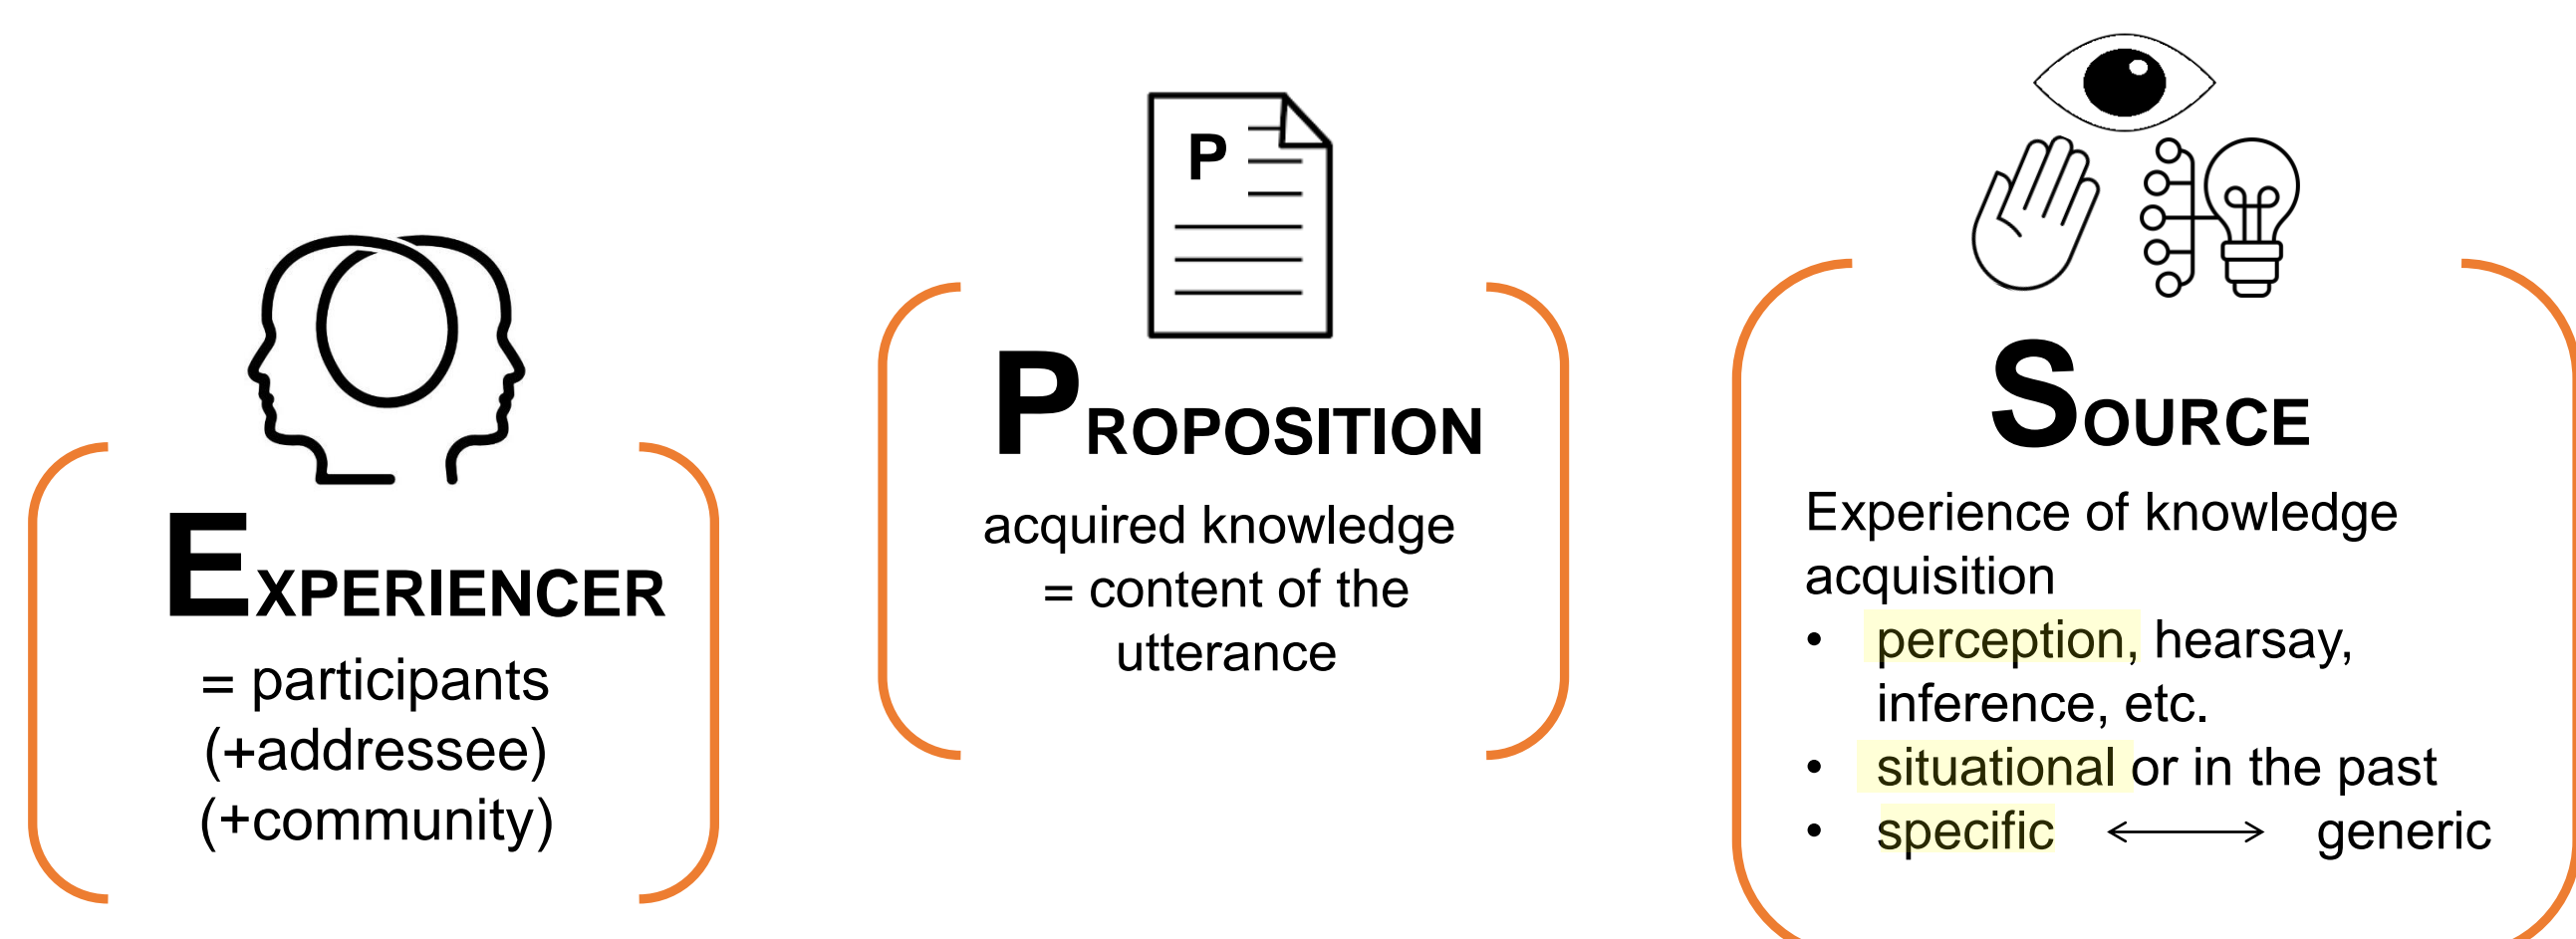 EXPERIENCER
= participants
(+addressee)
(+community)
P
PROPOSITION
acquired knowledge
= content of the
utterance
SOURCE
Experience of knowledge
acquisition
• perception, hearsay,
inference, etc.
• situational or in the past
• specific ⟷ generic